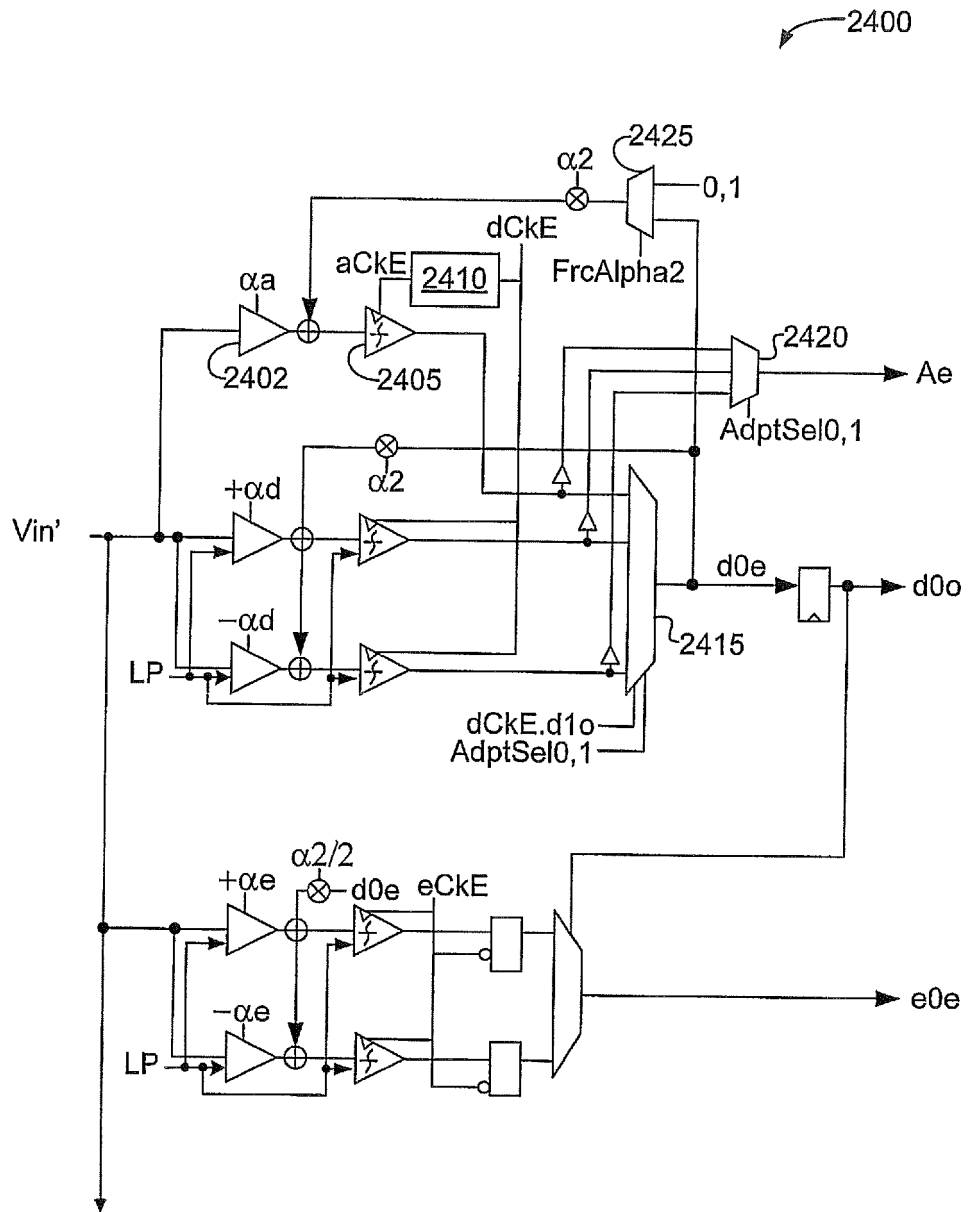 2400
2425
α2
0,1
dCkE
aCkE
2410
FrcAlpha2
αa
2402
2405
2420
Ae
AdptSel0,1
α2
+αd
Vin'
d0e
d0o
−αd
2415
LP
dCkE.d1o
AdptSel0,1
α2/2
+αe
d0e
eCkE
e0e
−αe
LP